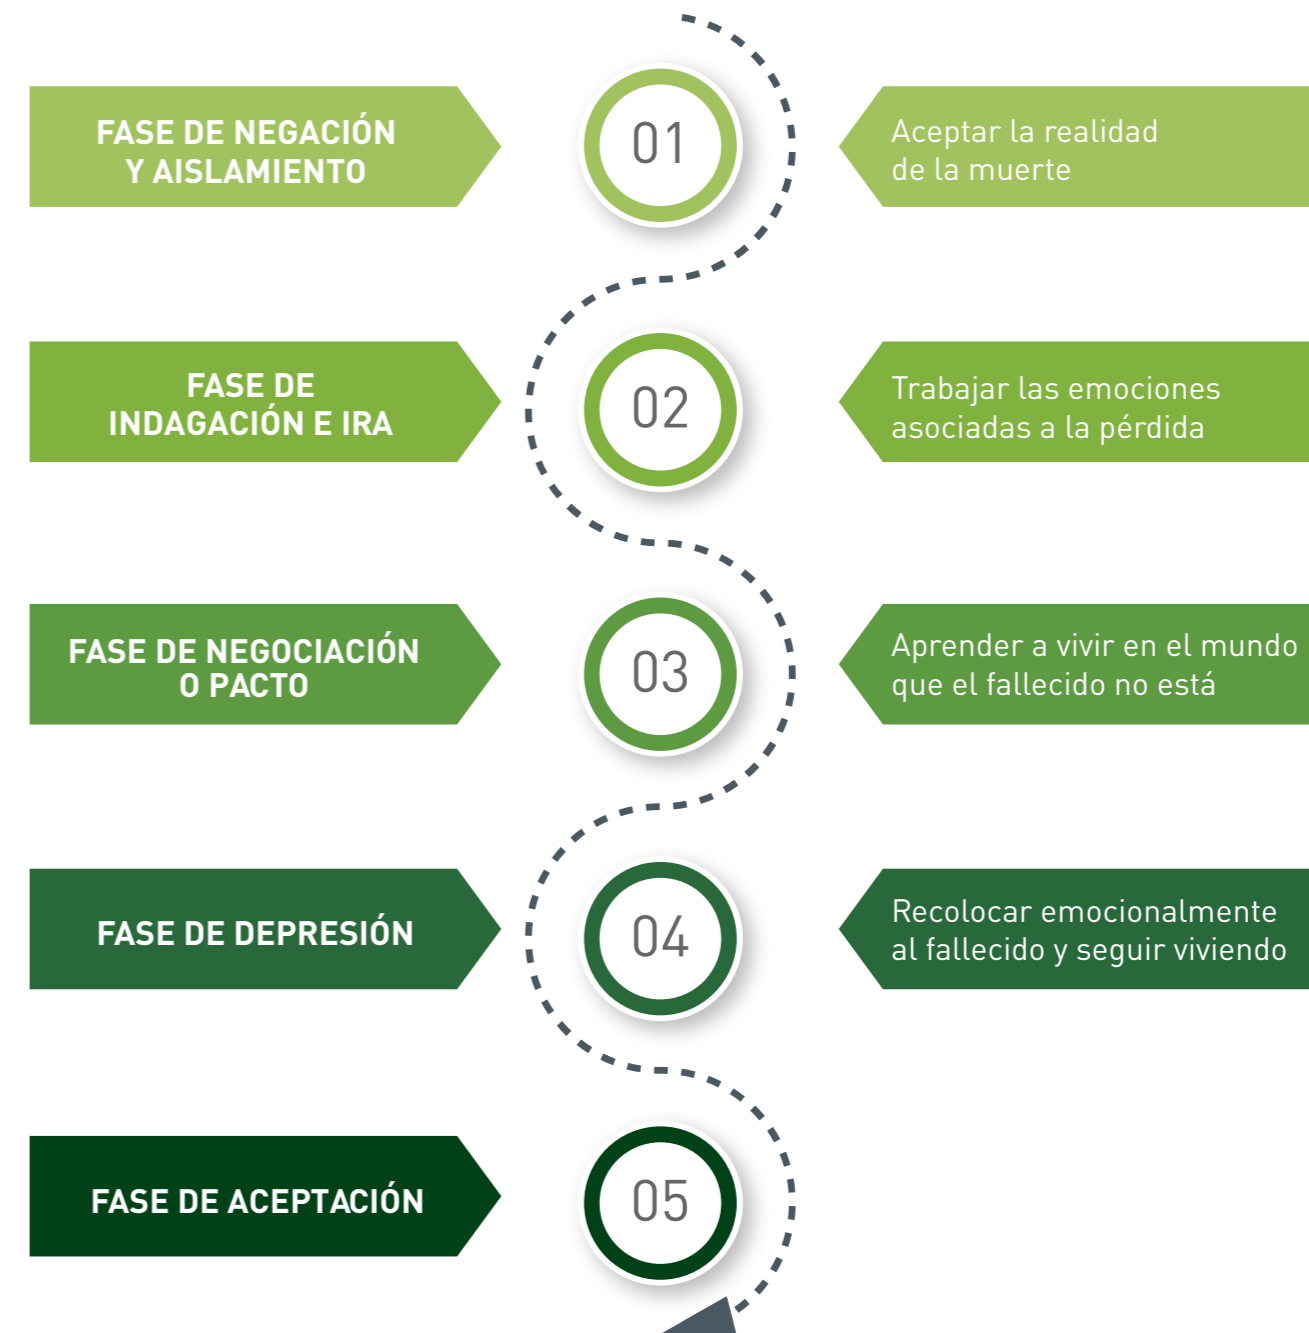 FASE DE NEGACIÓN
Y AISLAMIENTO
01
Aceptar la realidad
de la muerte
FASE DE
INDAGACIÓN E IRA
02
Trabajar las emociones
asociadas a la pérdida
FASE DE NEGOCIACIÓN
O PACTO
03
Aprender a vivir en el mundo
que el fallecido no está
FASE DE DEPRESIÓN
04
Recolocar emocionalmente
al fallecido y seguir viviendo
FASE DE ACEPTACIÓN
05